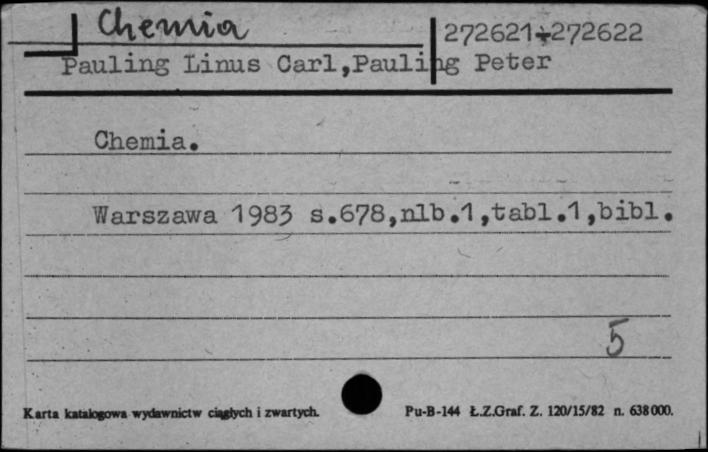 Chemia
272621÷272622
Pauling Linus Carl,Pauling Peter
Chemia.
Warszawa 1983 s.678,nlb.1,tabl.1,bibl.
5
Karta katalogowa wydawnictw ciągłych i zwartych.
Pu-B-144 Ł.Z.Graf. Z. 120/15/82 n. 638000.